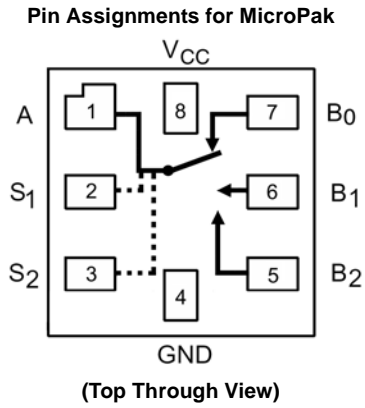 Pin Assignments for MicroPak
VCC
A 1 8 7 B0
S1 2 6 B1
S2 3 4 5 B2
GND
(Top Through View)